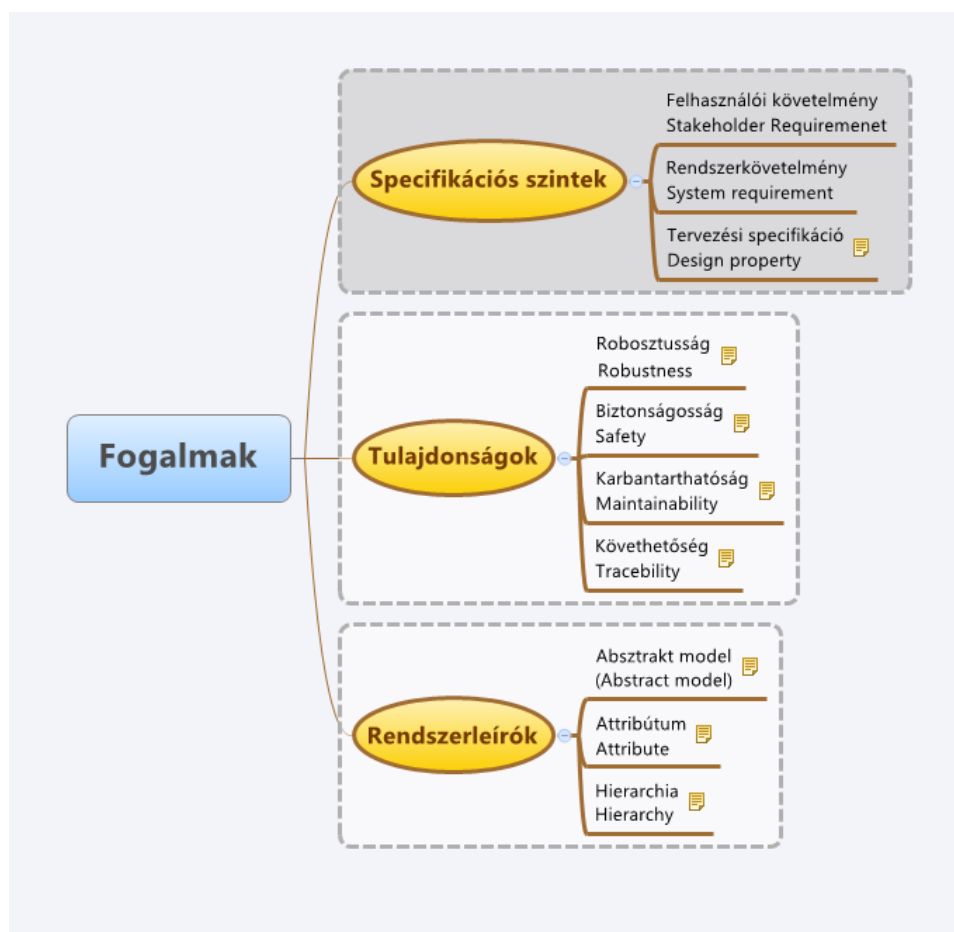 Fogalmak
Specifikációs szintek
Felhasználói követelmény
Stakeholder Requiremenet
Rendszerkövetelmény
System requirement
Tervezési specifikáció
Design property
Tulajdonságok
Robosztusság
Robustness
Biztonságosság
Safety
Karbantarthatóság
Maintainability
Követhetőség
Tracebility
Rendszerleírók
Absztrakt model
(Abstract model)
Attribútum
Attribute
Hierarchia
Hierarchy